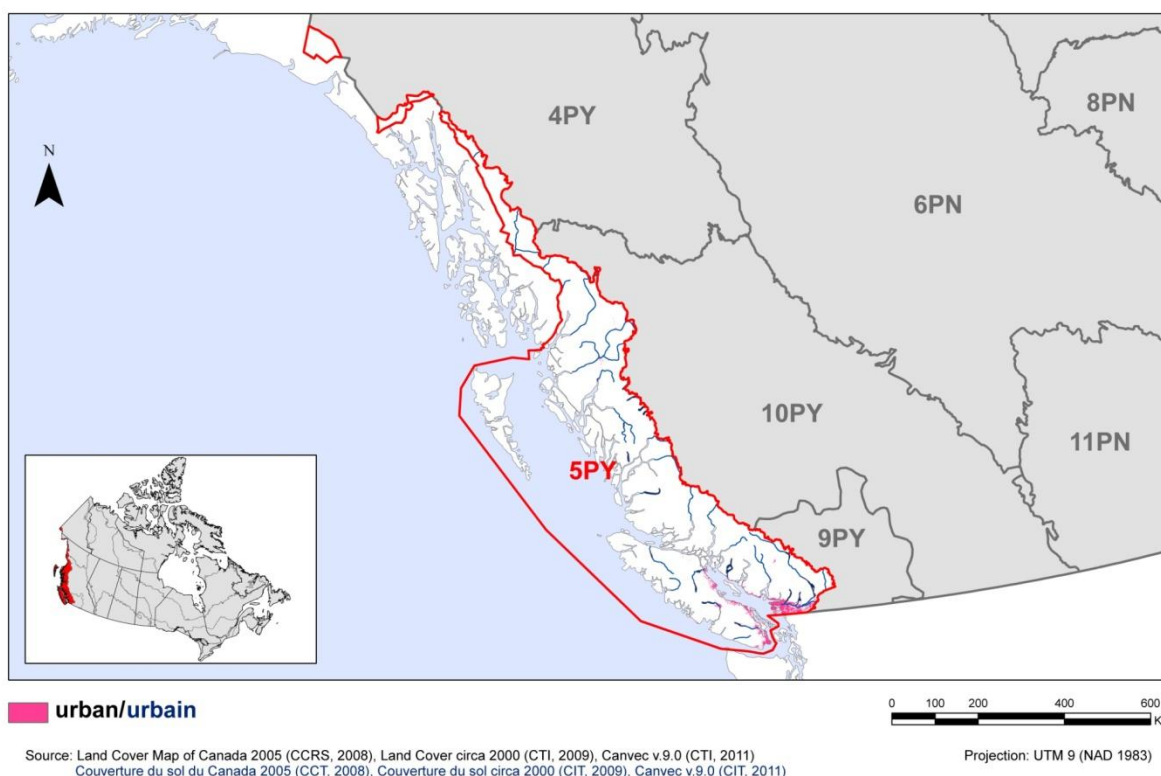 8PN
4PY
N
6PN
10PY
11PN
5PY
9PY
urban/urbain
0 100 200 400 600
K
Source: Land Cover Map of Canada 2005 (CCRS, 2008), Land Cover circa 2000 (CTI, 2009), Canvec v.9.0 (CTI, 2011)
Projection: UTM 9 (NAD 1983)
Couverture du sol du Canada 2005 (CCT, 2008), Couverture du sol circa 2000 (CIT, 2009), Canvec v.9.0 (CIT, 2011)